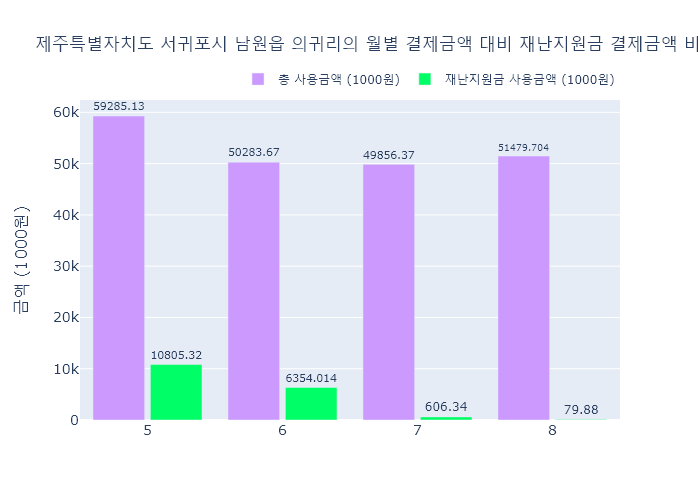 제주특별자치도 서귀포시 남원읍 의귀리의 월별 결제금액 대비 재난지원금 결제금액 비
총 사용금액 (1000원) 재난지원금 사용금액 (1000원)
금액 (1000원)
60k
50k
40k
30k
20k
10k
0
59285.13
50283.67
49856.37
51479.704
10805.32
6354.014
606.34
79.88
5 6 7 8